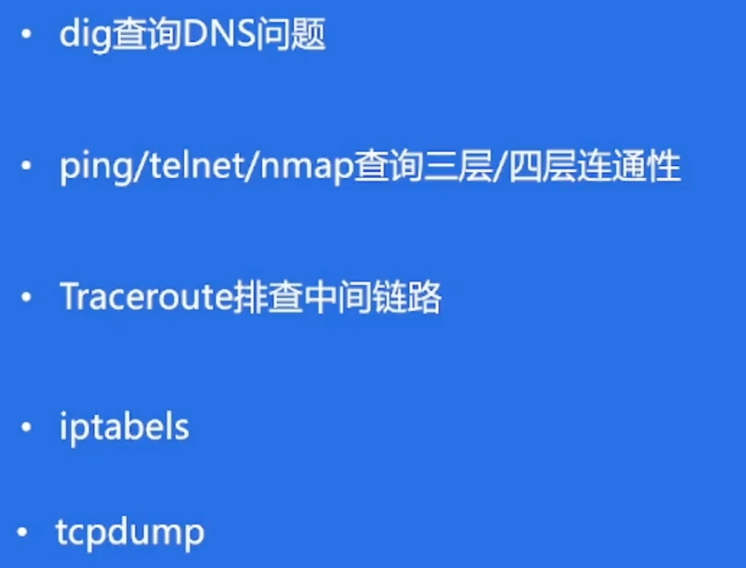 • dig查询DNS问题
• ping/telnet/nmap查询三层/四层连通性
• Traceroute排查中间链路
• iptabels
• tcpdump